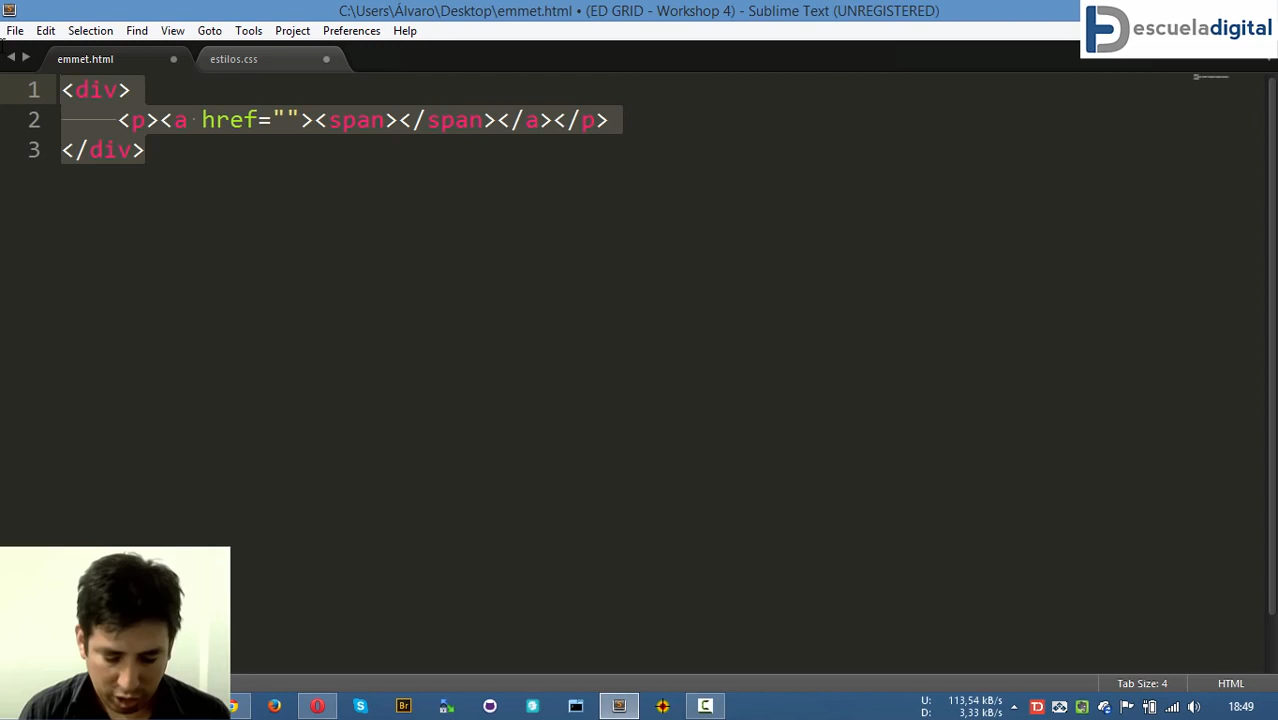 C:\Users\Álvaro\Desktop\emmet.html • (ED GRID - Workshop 4) - Sublime Text (UNREGISTERED)
File Edit Selection Find View Goto Tools Project Preferences Help
escueladigital
emmet.html estilos.css
1 <div>
2 <p><a href=""><span></span></a></p>
3 </div>
Tab Size: 4 HTML
Br
U: 113,54 kB/s
D: 3,33 kB/s
TD
18:49